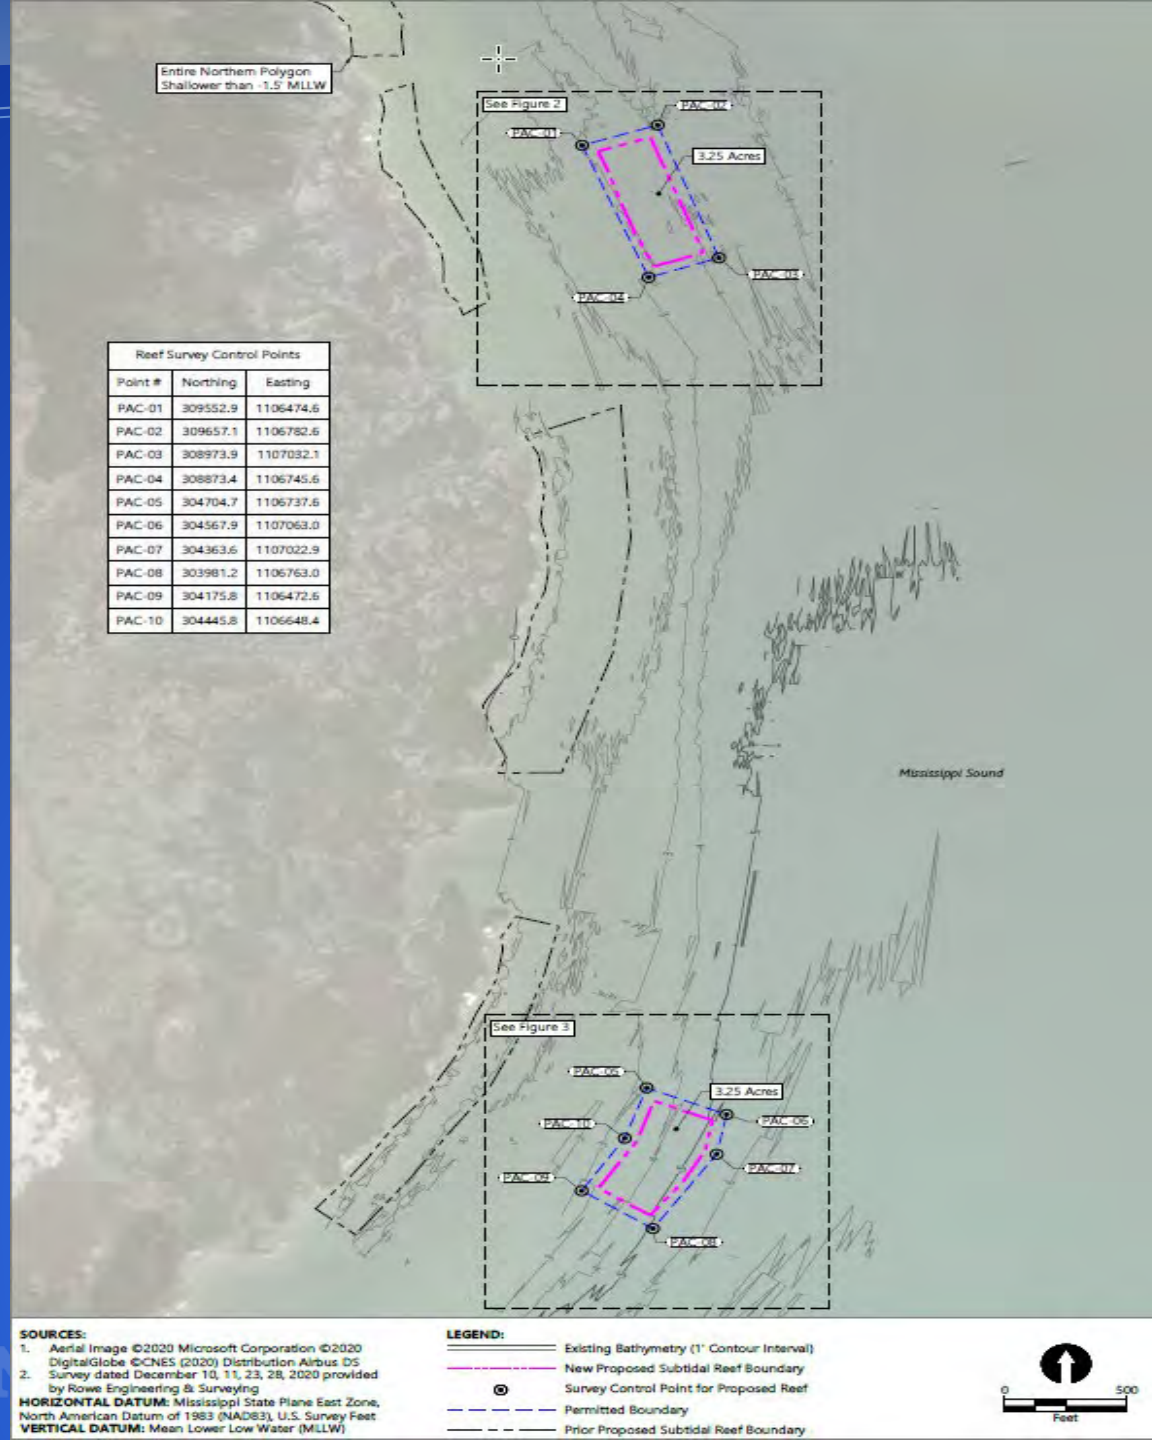 Entire Northern Polygon
Shallower than -1.5' MLLW
See Figure 2
PAC-01
PAC-02
3.25 Acres
PAC-03
PAC-04
Reef Survey Control Points
Point # Northing Easting
PAC-01 309552.9 1106474.6
PAC-02 309657.1 1106782.6
PAC-03 308973.9 1107032.1
PAC-04 308873.4 1106745.6
PAC-05 304704.7 1106737.6
PAC-06 304567.9 1107063.0
PAC-07 304363.6 1107022.9
PAC-08 303981.2 1106763.0
PAC-09 304175.8 1106472.6
PAC-10 304445.8 1106648.4
Mississippi Sound
See Figure 3
PAC-05
3.25 Acres
PAC-06
PAC-10
PAC-07
PAC-09
PAC-08
SOURCES:
1. Aerial Image ©2020 Microsoft Corporation ©2020
DigitalGlobe ©CNES (2020) Distribution Airbus DS
2. Survey dated December 10, 11, 23, 28, 2020 provided
by Rowe Engineering & Surveying
HORIZONTAL DATUM: Mississippi State Plane East Zone,
North American Datum of 1983 (NAD83), U.S. Survey Feet
VERTICAL DATUM: Mean Lower Low Water (MLLW)
LEGEND:
Existing Bathymetry (1' Contour Interval)
New Proposed Subtidal Reef Boundary
Survey Control Point for Proposed Reef
Permitted Boundary
Prior Proposed Subtidal Reef Boundary
0 500
Feet